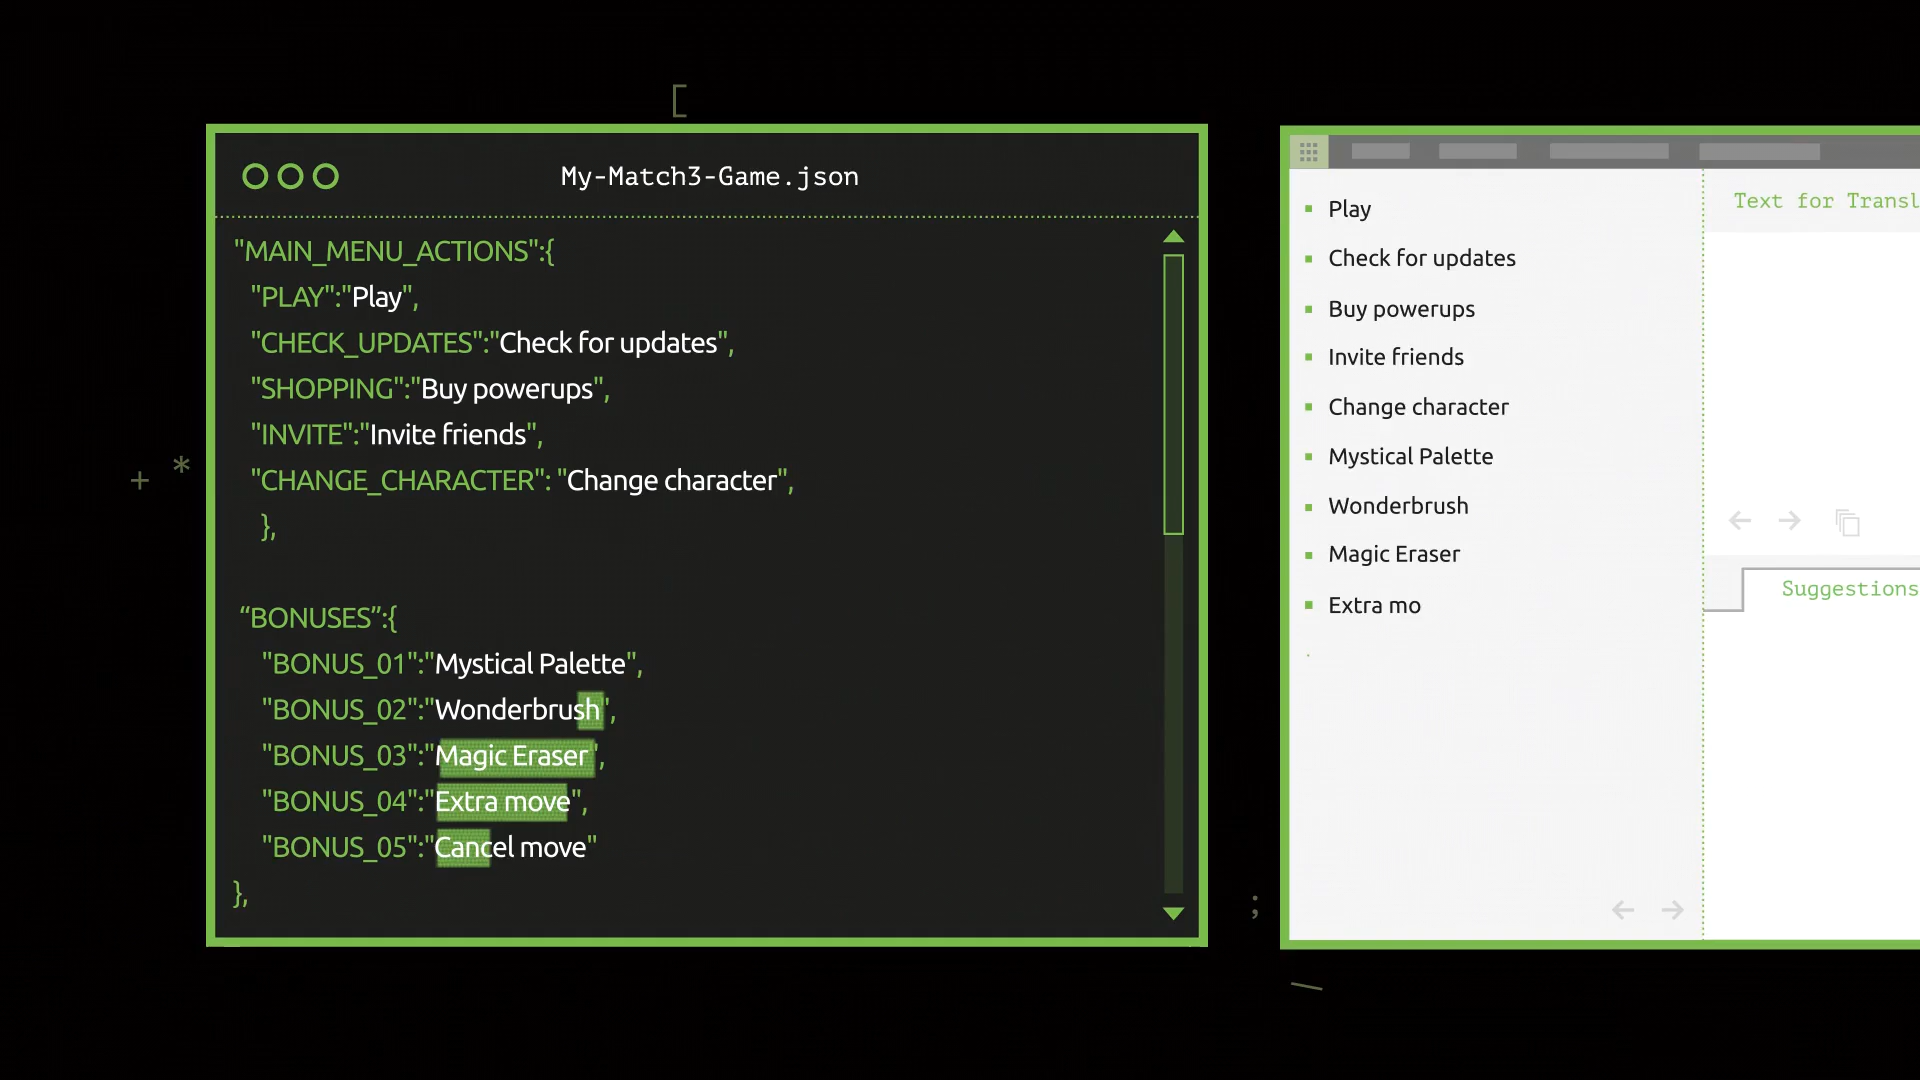 [
My-Match3-Game.json
"MAIN_MENU_ACTIONS":{
"PLAY":"Play",
"CHECK_UPDATES":"Check for updates",
"SHOPPING":"Buy powerups",
"INVITE":"Invite friends",
"CHANGE_CHARACTER": "Change character",
},
“BONUSES”:{
"BONUS_01":"Mystical Palette",
"BONUS_02":"Wonderbrush",
"BONUS_03":"Magic Eraser",
"BONUS_04":"Extra move",
"BONUS_05":"Cancel move"
},
+ *
;
Play
Check for updates
Buy powerups
Invite friends
Change character
Mystical Palette
Wonderbrush
Magic Eraser
Extra mo
Text for Transl
Suggestions